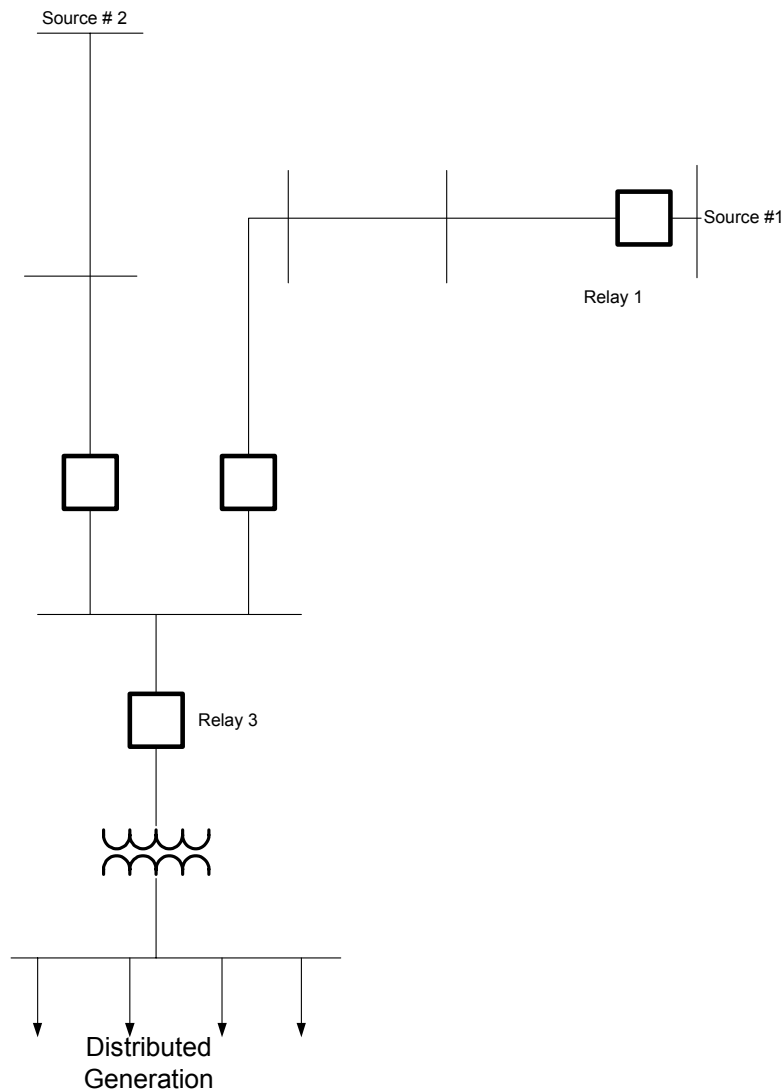 Source # 2
Source #1
Relay 1
Relay 3
Distributed
Generation